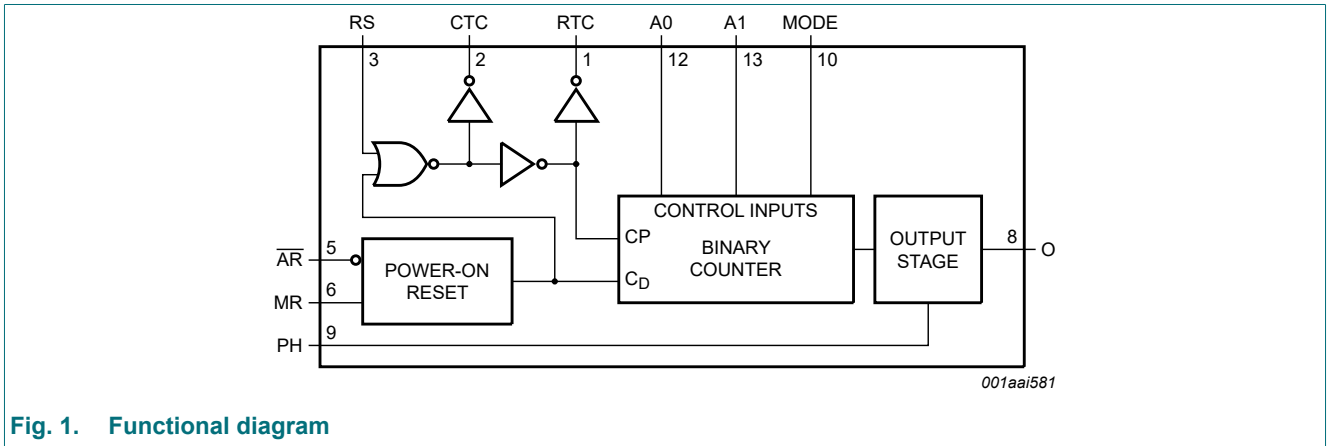 RS CTC RTC A0 A1 MODE
3 2 1 12 13 10
CONTROL INPUTS
CP
BINARY
COUNTER
CD
OUTPUT
STAGE
8 O
AR 5
POWER-ON
RESET
MR 6
PH 9
001aai581
Fig. 1. Functional diagram